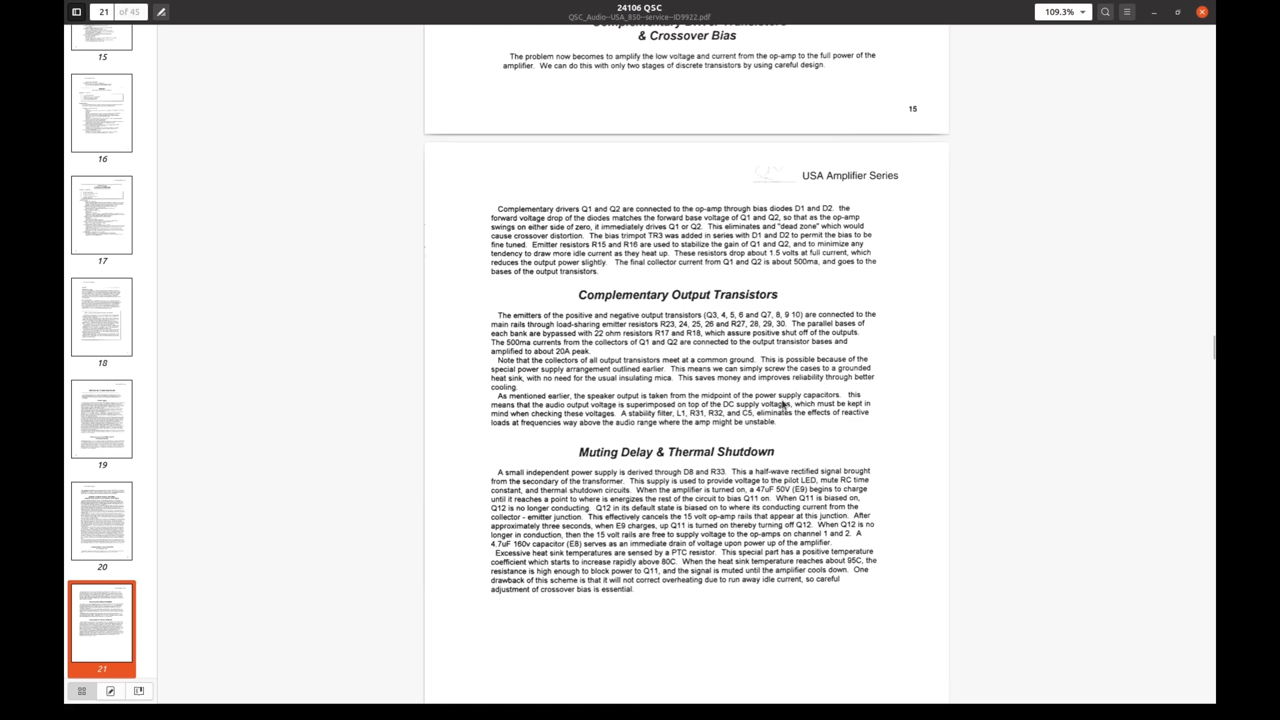 21 of 45
24106 QSC
QSC_Audio--USA_850--service--ID9922.pdf
109.3%
15
16
17
18
19
20
21
& Crossover Bias
The problem now becomes to amplify the low voltage and current from the op-amp to the full power of the
amplifier. We can do this with only two stages of discrete transistors by using careful design.
15
USA Amplifier Series
Complementary drivers Q1 and Q2 are connected to the op-amp through bias diodes D1 and D2. the
forward voltage drop of the diodes matches the forward base voltage of Q1 and Q2, so that as the op-amp
swings on either side of zero, it immediately drives Q1 or Q2. This eliminates and "dead zone" which would
cause crossover distortion. The bias trimpot TR3 was added in series with D1 and D2 to permit the bias to be
fine tuned. Emitter resistors R15 and R16 are used to stabilize the gain of Q1 and Q2, and to minimize any
tendency to draw more idle current as they heat up. These resistors drop about 1.5 volts at full current, which
reduces the output power slightly. The final collector current from Q1 and Q2 is about 500ma, and goes to the
bases of the output transistors.
Complementary Output Transistors
The emitters of the positive and negative output transistors (Q3, 4, 5, 6 and Q7, 8, 9 10) are connected to the
main rails through load-sharing emitter resistors R23, 24, 25, 26 and R27, 28, 29, 30. The parallel bases of
each bank are bypassed with 22 ohm resistors R17 and R18, which assure positive shut off of the outputs.
The 500ma currents from the collectors of Q1 and Q2 are connected to the output transistor bases and
amplified to about 20A peak.
Note that the collectors of all output transistors meet at a common ground. This is possible because of the
special power supply arrangement outlined earlier. This means we can simply screw the cases to a grounded
heat sink, with no need for the usual insulating mica. This saves money and improves reliability through better
cooling.
As mentioned earlier, the speaker output is taken from the midpoint of the power supply capacitors. this
means that the audio output voltage is superimposed on top of the DC supply voltages, which must be kept in
mind when checking these voltages. A stability filter, L1, R31, R32, and C5, eliminates the effects of reactive
loads at frequencies way above the audio range where the amp might be unstable.
Muting Delay & Thermal Shutdown
A small independent power supply is derived through D8 and R33. This a half-wave rectified signal brought
from the secondary of the transformer. This supply is used to provide voltage to the pilot LED, mute RC time
constant, and thermal shutdown circuits. When the amplifier is turned on, a 47uF 50V (E9) begins to charge
until it reaches a point to where is energizes the rest of the circuit to bias Q11 on. When Q11 is biased on,
Q12 is no longer conducting. Q12 in its default state is biased on to where its conducting current from the
collector - emitter junction. This effectively cancels the 15 volt op-amp rails that appear at this junction. After
approximately three seconds, when E9 charges, up Q11 is turned on thereby turning off Q12. When Q12 is no
longer in conduction, then the 15 volt rails are free to supply voltage to the op-amps on channel 1 and 2. A
4.7uF 160v capacitor (E8) serves as an immediate drain of voltage upon power up of the amplifier.
Excessive heat sink temperatures are sensed by a PTC resistor. This special part has a positive temperature
coefficient which starts to increase rapidly above 80C. When the heat sink temperature reaches about 95C, the
resistance is high enough to block power to Q11, and the signal is muted until the amplifier cools down. One
drawback of this scheme is that it will not correct overheating due to run away idle current, so careful
adjustment of crossover bias is essential.